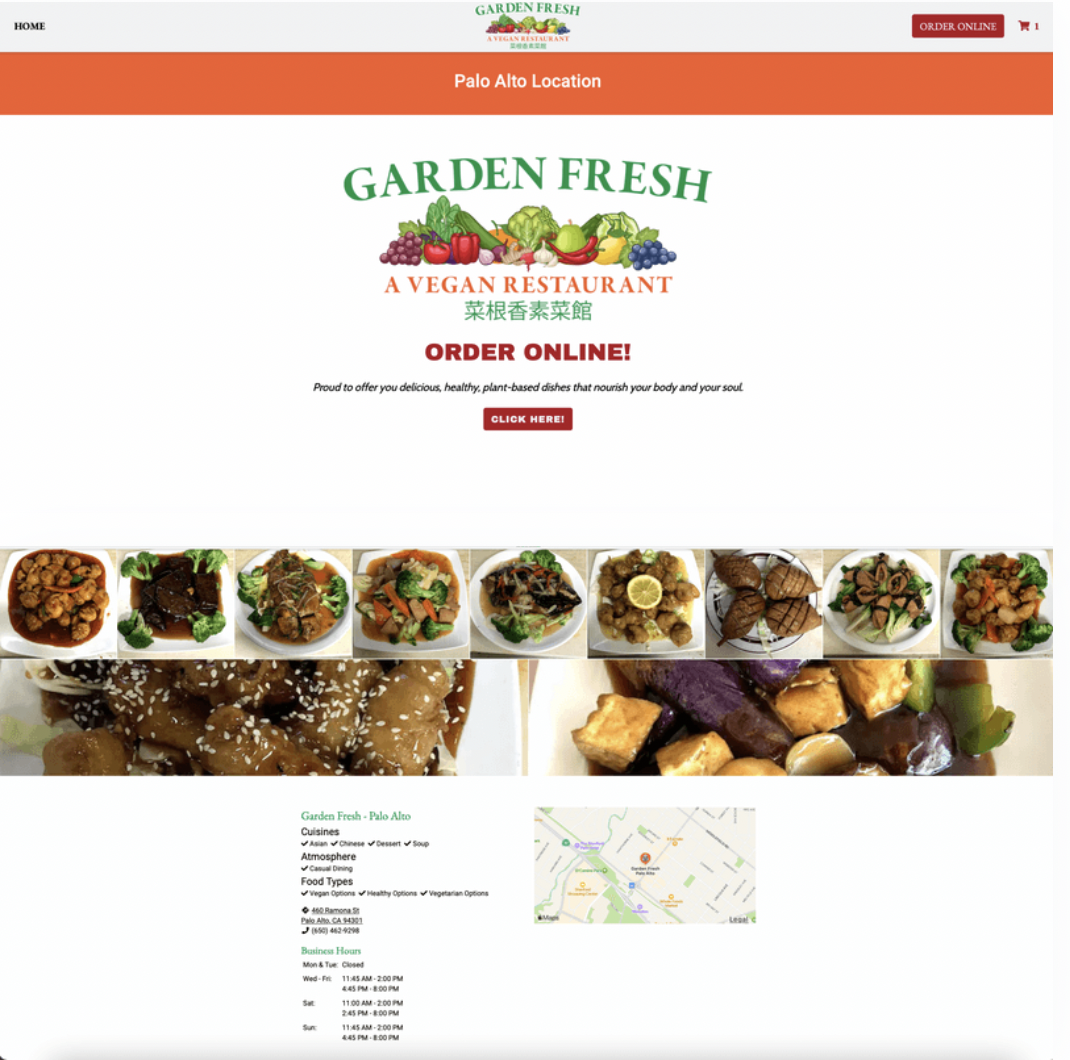 HOME
GARDEN FRESH
A VEGAN RESTAURANT
菜根香素菜館
ORDER ONLINE
1
Palo Alto Location
GARDEN FRESH
A VEGAN RESTAURANT
菜根香素菜館
ORDER ONLINE!
Proud to offer you delicious, healthy, plant-based dishes that nourish your body and your soul.
CLICK HERE!
Garden Fresh - Palo Alto
Cuisines
Asian Chinese Dessert Soup
Atmosphere
Casual Dining
Food Types
Vegan Options Healthy Options Vegetarian Options
460 Ramona St
Palo Alto, CA 94301
(650) 462-9298
Business Hours
Mon & Tue: Closed
Wed - Fri: 11:45 AM - 2:00 PM
4:45 PM - 8:00 PM
Sat: 11:00 AM - 2:00 PM
2:45 PM - 8:00 PM
Sun: 11:45 AM - 2:00 PM
4:45 PM - 8:00 PM
Garden Fresh
Palo Alto
Maps
Legal